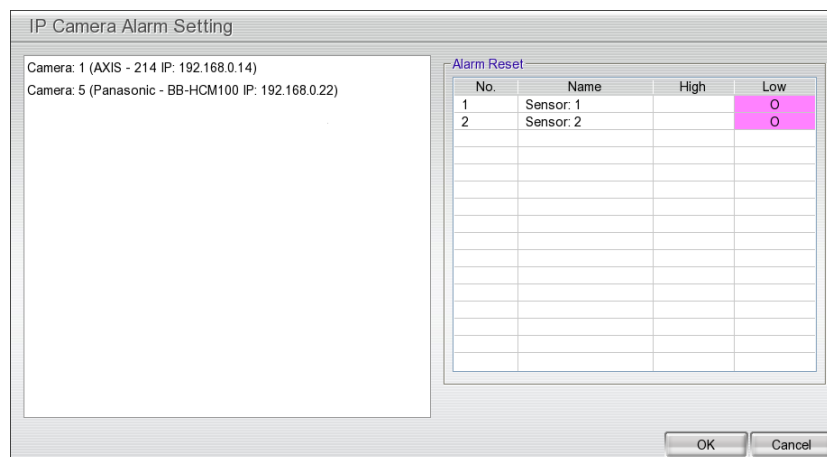 IP Camera Alarm Setting
Camera: 1 (AXIS - 214 IP: 192.168.0.14)
Camera: 5 (Panasonic - BB-HCM100 IP: 192.168.0.22)
Alarm Reset
No. Name High Low
1 Sensor: 1 O
2 Sensor: 2 O
OK Cancel